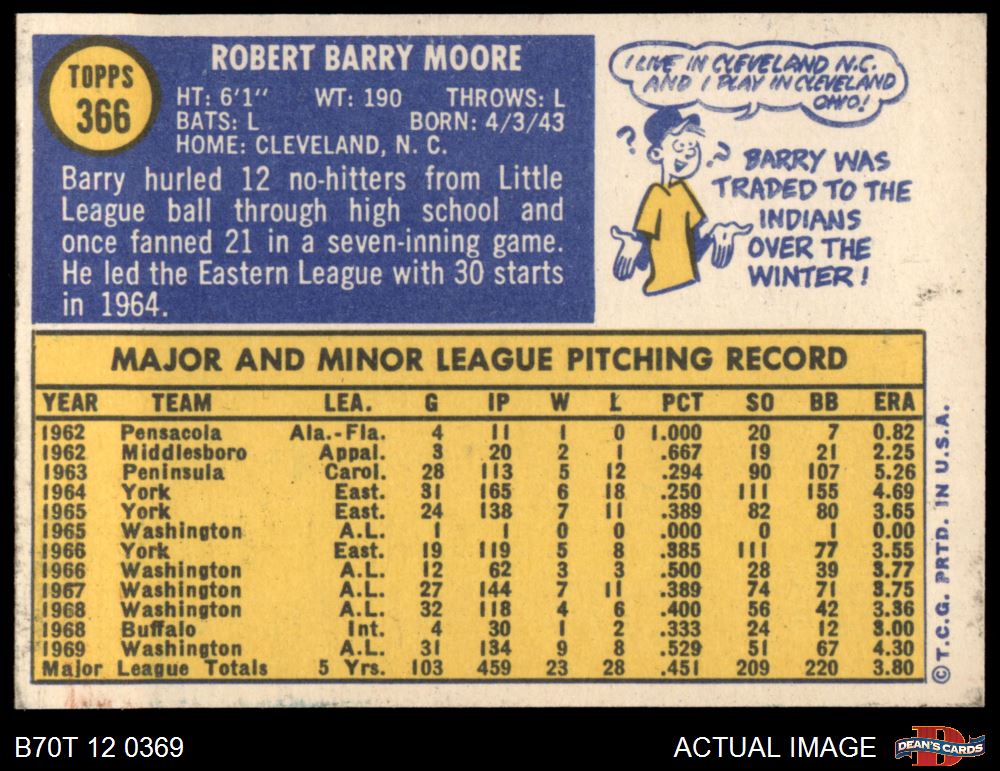 TOPPS
366
ROBERT BARRY MOORE
HT: 6'1" WT: 190 THROWS: L
BATS: L BORN: 4/3/43
HOME: CLEVELAND, N. C.
Barry hurled 12 no-hitters from Little
League ball through high school and
once fanned 21 in a seven-inning game.
He led the Eastern League with 30 starts
in 1964.
I LIVE IN CLEVELAND N.C.
AND I PLAY IN CLEVELAND
OHIO!
? ?
BARRY WAS
TRADED TO THE
INDIANS
OVER THE
WINTER!
MAJOR AND MINOR LEAGUE PITCHING RECORD
YEAR TEAM LEA. G IP W L PCT SO BB ERA
1962 Pensacola Ala.-Fla. 4 11 1 0 1.000 20 7 0.82
1962 Middlesboro Appal. 3 20 2 1 .667 19 21 2.25
1963 Peninsula Carol. 28 113 5 12 .294 90 107 5.26
1964 York East. 31 165 6 18 .250 111 155 4.69
1965 York East. 24 138 7 11 .389 82 80 3.65
1965 Washington A.L. 1 1 0 0 .000 0 1 0.00
1966 York East. 19 119 5 8 .385 111 77 3.55
1966 Washington A.L. 12 62 3 3 .500 28 39 3.77
1967 Washington A.L. 27 144 7 11 .389 74 71 3.75
1968 Washington A.L. 32 118 4 6 .400 56 42 3.36
1968 Buffalo Int. 4 30 1 2 .333 24 12 3.00
1969 Washington A.L. 31 134 9 8 .529 51 67 4.30
Major League Totals 5 Yrs. 103 459 23 28 .451 209 220 3.80
©T.C.G. PRTD. IN U.S.A.
B70T 12 0369
ACTUAL IMAGE
D
DEAN'S CARDS